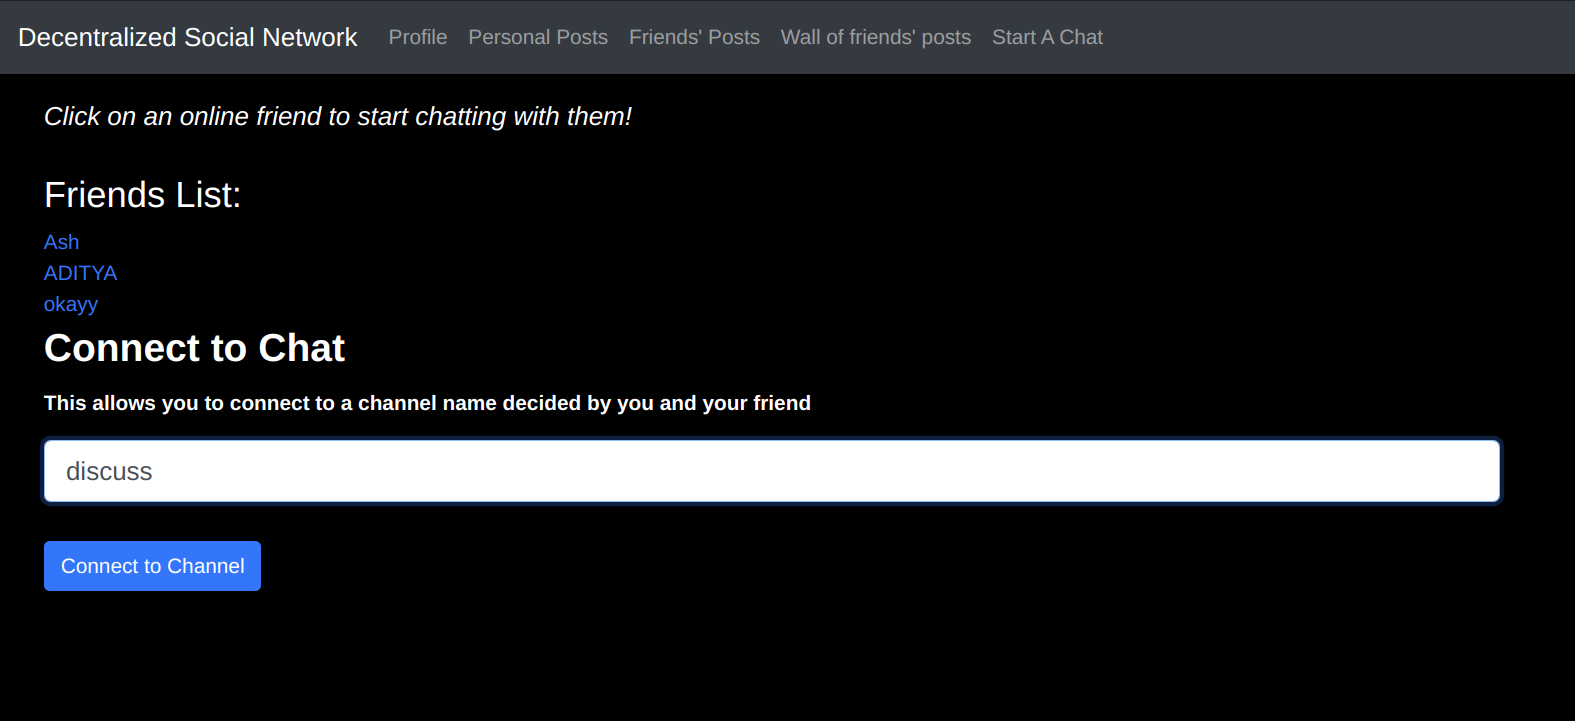 Decentralized Social Network Profile Personal Posts Friends' Posts Wall of friends' posts Start A Chat
Click on an online friend to start chatting with them!
Friends List:
Ash
ADITYA
okayy
Connect to Chat
This allows you to connect to a channel name decided by you and your friend
discuss
Connect to Channel